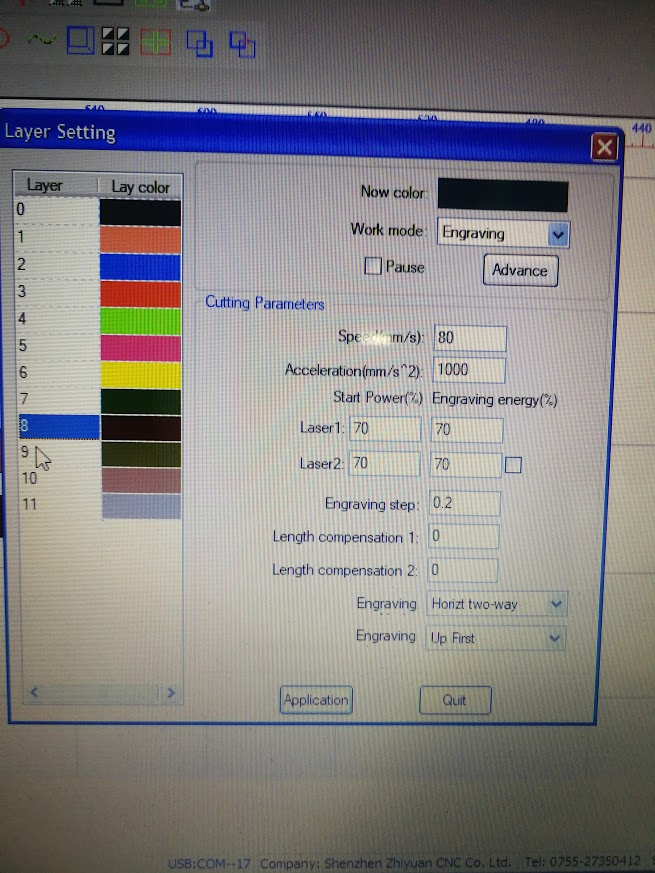 440
Layer Setting
Layer Lay color
0
1
2
3
4
5
6
7
8
9
10
11
Now color:
Work mode: Engraving
Pause Advance
Cutting Parameters
80
Acceleration(mm/s^2): 1000
Start Power(%) Engraving energy(%)
Laser1: 70 70
Laser2: 70 70
Engraving step: 0.2
Length compensation 1: 0
Length compensation 2: 0
Engraving Horizt two-way
Engraving Up First
Application Quit
USB:COM--17 Company: Shenzhen Zhiyuan CNC Co. Ltd. Tel: 0755-27350412